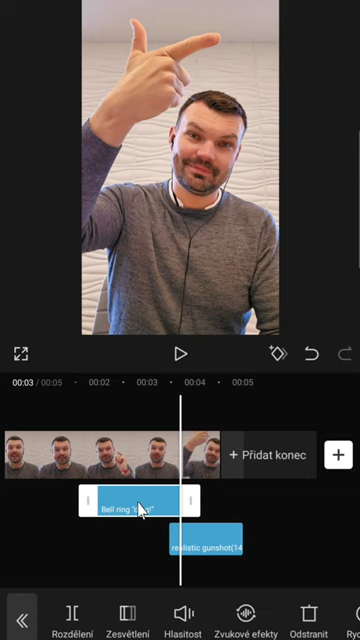 00:03 / 00:05
00:02
00:03
00:04
00:05
+ Přidat konec
Bell ring
realistic gunshot(14
Rozdělení
Zesvětlení
Hlasitost
Zvukové efekty
Odstranit